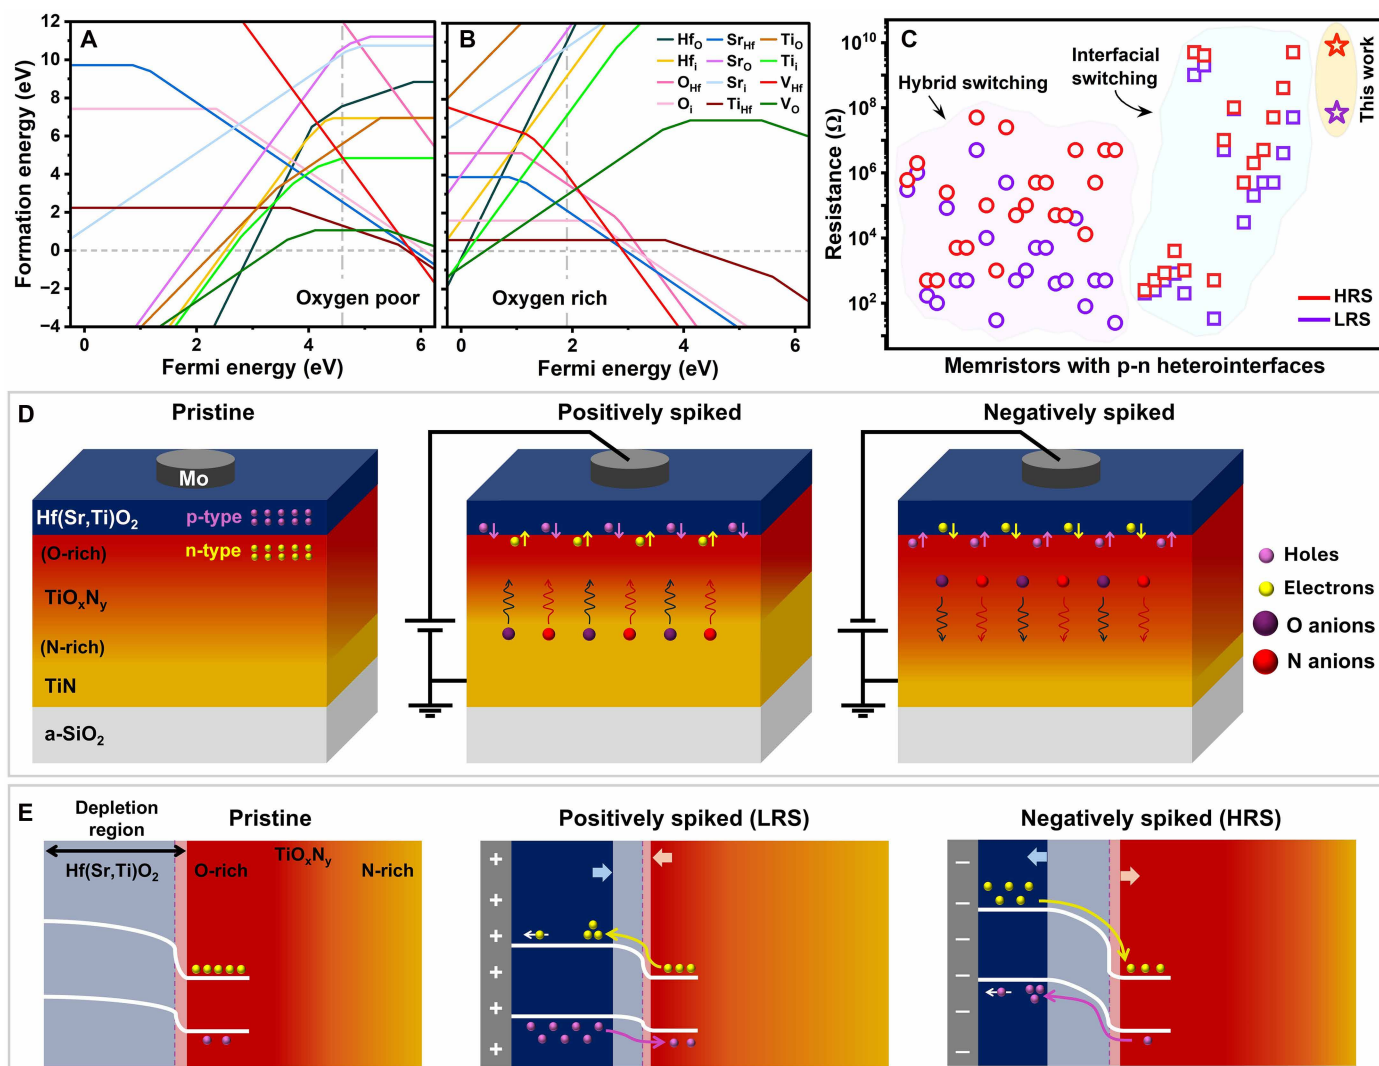 A
Formation energy (eV)
12
10
8
6
4
2
0
−2
−4
Oxygen poor
0
2
4
6
Fermi energy (eV)
B
Hf_O
Sr_Hf
Ti_O
Hf_i
Sr_O
Ti_i
O_Hf
Sr_i
V_Hf
O_i
Ti_Hf
V_O
Oxygen rich
0
2
4
6
Fermi energy (eV)
C
Resistance (Ω)
10^10
10^8
10^6
10^4
10^2
Hybrid switching
Interfacial
switching
This work
HRS
LRS
Memristors with p-n heterointerfaces
D
Pristine
Positively spiked
Negatively spiked
Mo
Hf(Sr,Ti)O₂
p-type
(O-rich)
n-type
TiOₓN_y
(N-rich)
TiN
a-SiO₂
Holes
Electrons
O anions
N anions
E
Depletion
region
Pristine
Positively spiked (LRS)
Negatively spiked (HRS)
TiOₓN_y
Hf(Sr,Ti)O₂
O-rich
N-rich
+
+
+
+
+
+
−
−
−
−
−
−